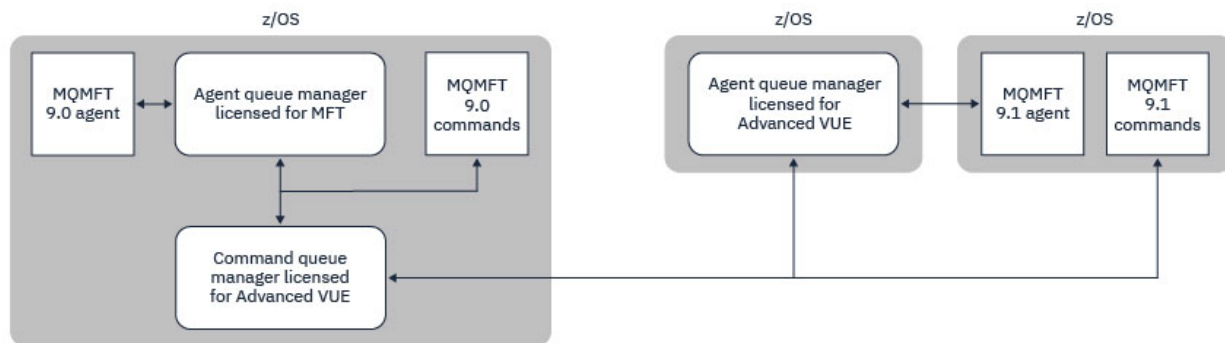 z/OS
MQMFT
9.0 agent
Agent queue manager
licensed for MFT
MQMFT
9.0
commands
Command queue
manager licensed
for Advanced VUE
z/OS
Agent queue manager
licensed for
Advanced VUE
z/OS
MQMFT
9.1 agent
MQMFT
9.1
commands